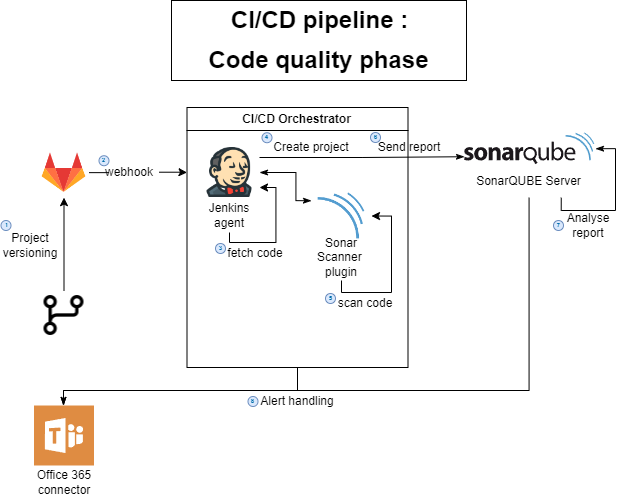 CI/CD pipeline :
Code quality phase
CI/CD Orchestrator
4
Create project
6
Send report
sonarqube
SonarQUBE Server
2
webhook
Jenkins
agent
1
Project
versioning
3
fetch code
Sonar
Scanner
plugin
7
Analyse
report
5
scan code
8
Alert handling
T
Office 365
connector